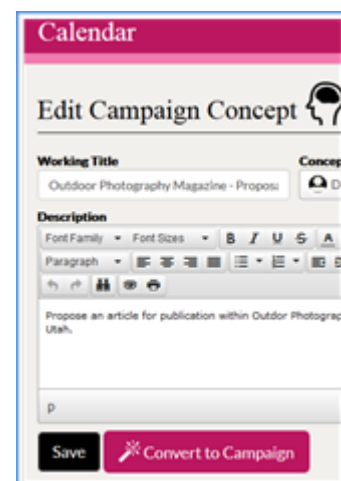 Calendar
Edit Campaign Concept
Working Title Concep
Outdoor Photography Magazine - Propos
Description
Font Family Font Sizes B I U S A
Paragraph
Propose an article for publication within Outdor Photograp
Utah.
p
Save Convert to Campaign